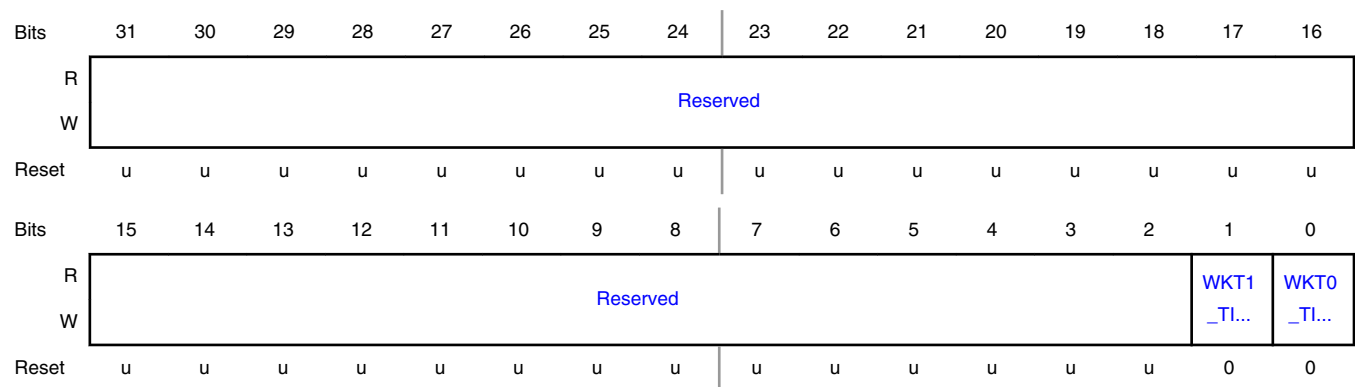 Bits 31 30 29 28 27 26 25 24 23 22 21 20 19 18 17 16
R
Reserved
W
Reset u u u u u u u u u u u u u u u u
Bits 15 14 13 12 11 10 9 8 7 6 5 4 3 2 1 0
R
Reserved
WKT1 _TI...
WKT0 _TI...
W
Reset u u u u u u u u u u u u u u 0 0